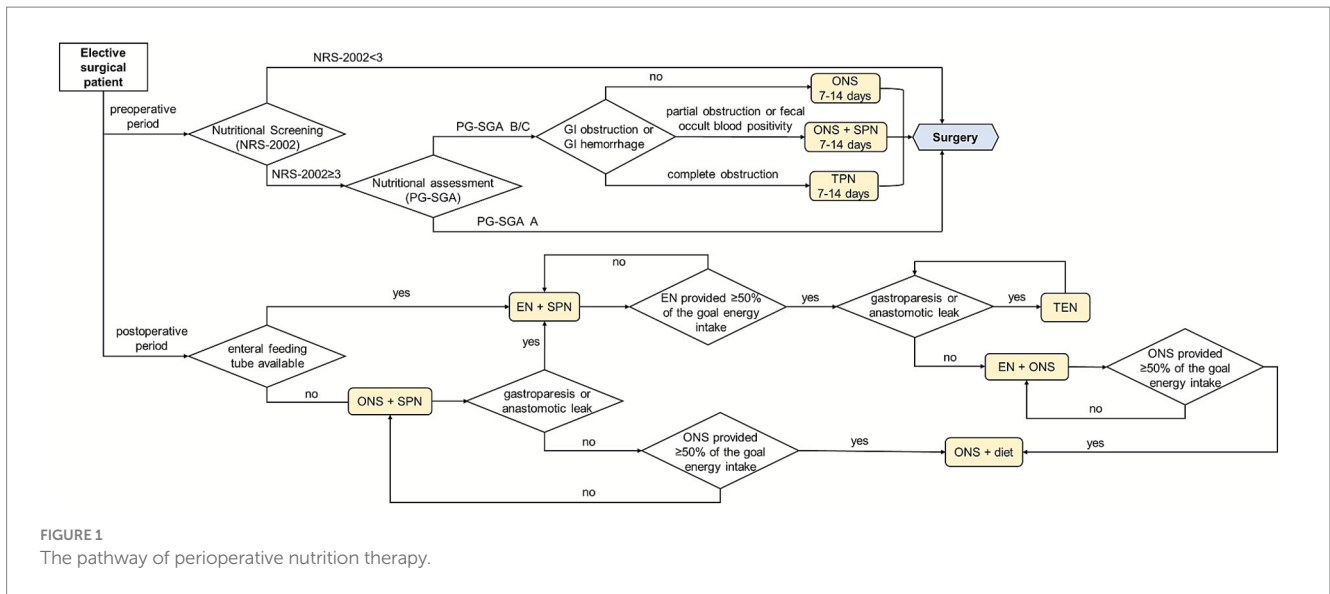 Elective
surgical
patient
NRS-2002<3
preoperative
period
Nutritional Screening
(NRS-2002)
NRS-2002≥3
Nutritional assessment
(PG-SGA)
PG-SGA B/C
PG-SGA A
GI obstruction or
GI hemorrhage
no
partial obstruction or fecal
occult blood positivity
complete obstruction
ONS
7-14 days
ONS + SPN
7-14 days
TPN
7-14 days
Surgery
postoperative
period
enteral feeding
tube available
yes
no
EN + SPN
ONS + SPN
yes
gastroparesis or
anastomotic leak
no
no
EN provided ≥50%
of the goal energy
intake
yes
gastroparesis or
anastomotic leak
yes
TEN
no
EN + ONS
ONS provided
≥50% of the goal
energy intake
no
yes
ONS provided
≥50% of the goal
energy intake
yes
no
ONS + diet
FIGURE 1
The pathway of perioperative nutrition therapy.